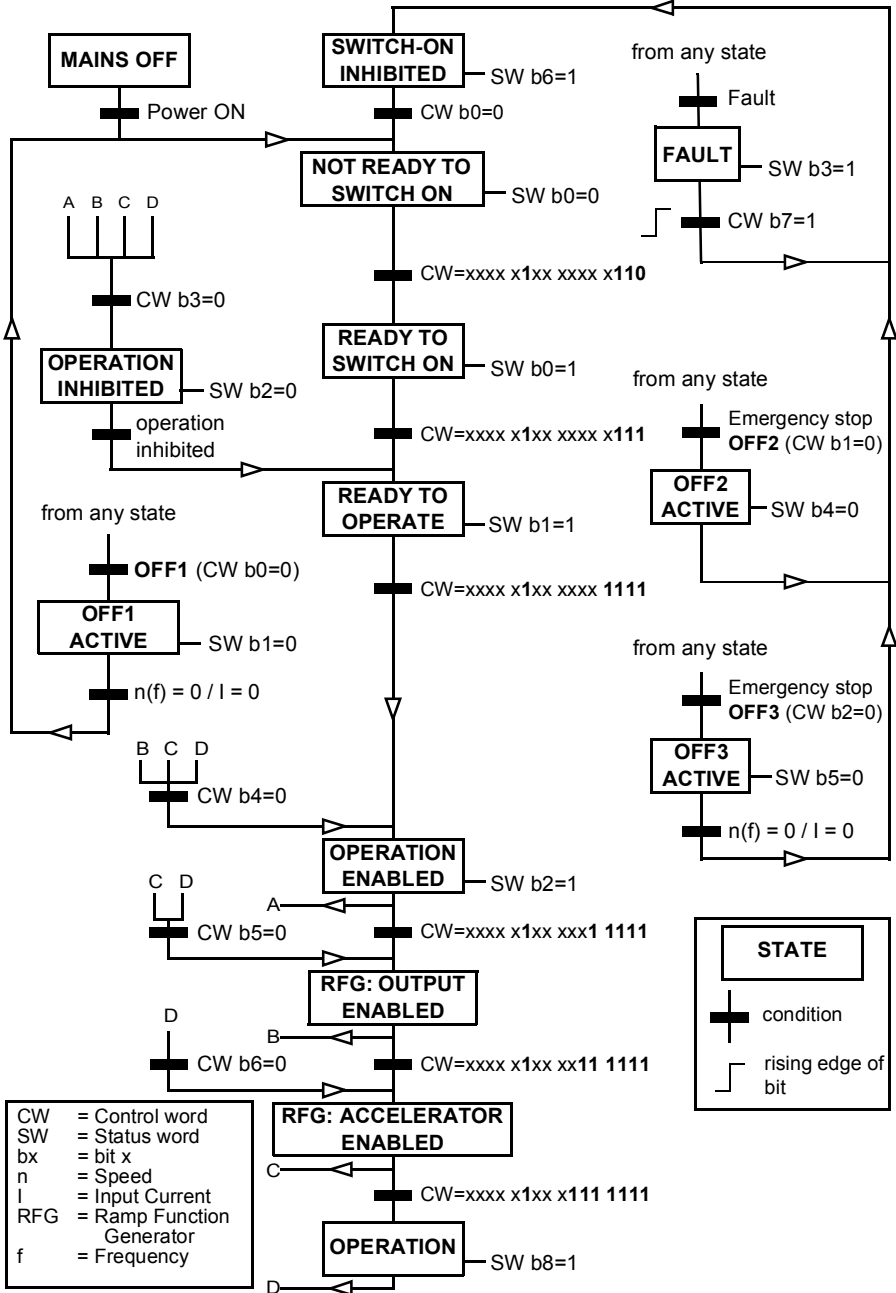 MAINS OFF
Power ON
SWITCH-ON
INHIBITED
SW b6=1
CW b0=0
NOT READY TO
SWITCH ON
SW b0=0
CW=xxxx x1xx xxxx x110
READY TO
SWITCH ON
SW b0=1
CW=xxxx x1xx xxxx x111
READY TO
OPERATE
SW b1=1
CW=xxxx x1xx xxxx 1111
A B C D
CW b3=0
OPERATION
INHIBITED
SW b2=0
operation
inhibited
from any state
OFF1 (CW b0=0)
OFF1
ACTIVE
SW b1=0
n(f) = 0 / I = 0
from any state
Fault
FAULT
SW b3=1
CW b7=1
from any state
Emergency stop
OFF2 (CW b1=0)
OFF2
ACTIVE
SW b4=0
from any state
Emergency stop
OFF3 (CW b2=0)
OFF3
ACTIVE
SW b5=0
n(f) = 0 / I = 0
B C D
CW b4=0
OPERATION
ENABLED
SW b2=1
A
C D
CW b5=0
CW=xxxx x1xx xxx1 1111
RFG: OUTPUT
ENABLED
B
D
CW b6=0
CW=xxxx x1xx xx11 1111
RFG: ACCELERATOR
ENABLED
C
CW=xxxx x1xx x111 1111
OPERATION
SW b8=1
D
CW = Control word
SW = Status word
bx = bit x
n = Speed
I = Input Current
RFG = Ramp Function
Generator
f = Frequency
STATE
condition
rising edge of
bit